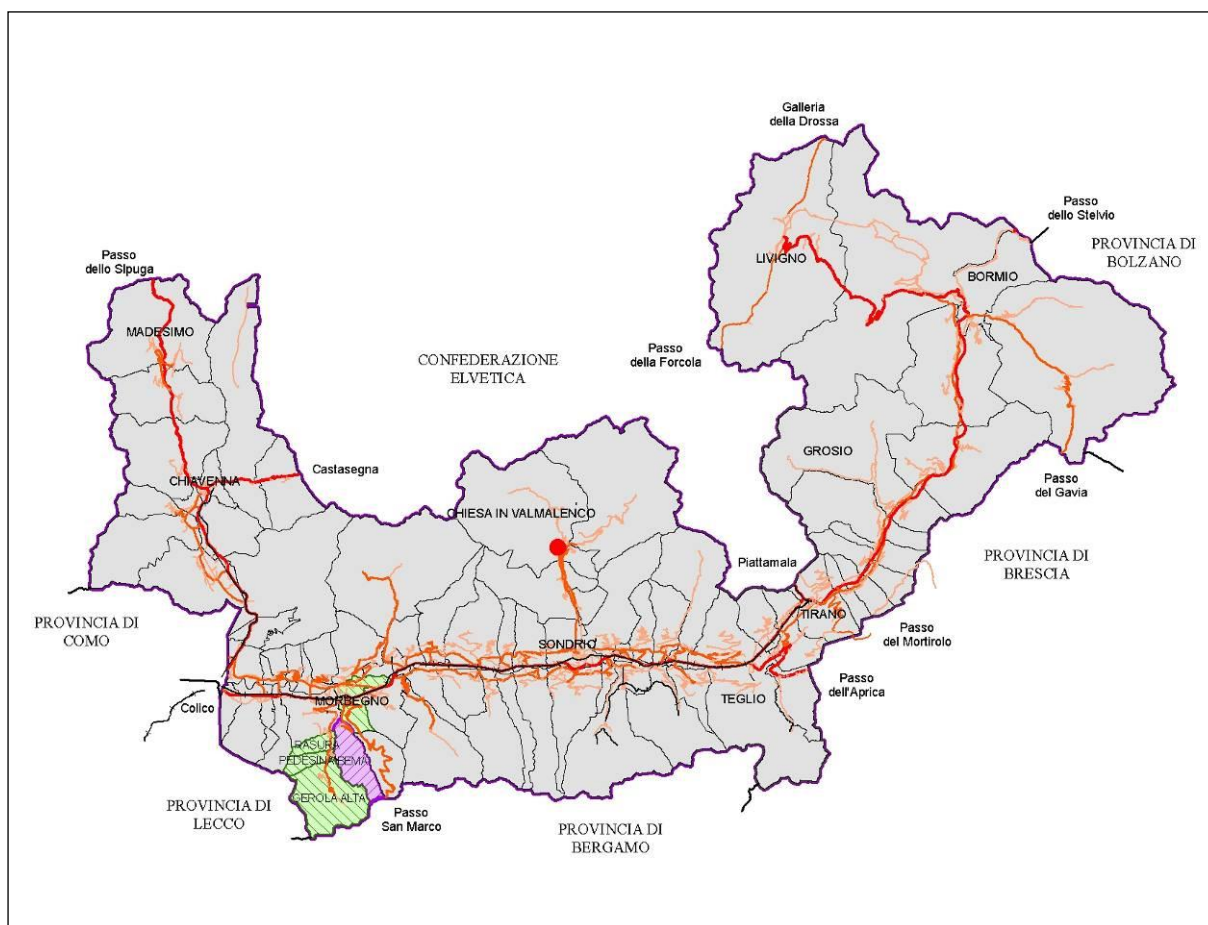 Galleria
della Drossa
Passo
dello Stelvio
PROVINCIA DI
BOLZANO
LIVIGNO
BORMIO
Passo
dello Slpuga
MADESIMO
CONFEDERAZIONE
ELVETICA
Passo
della Forcola
GROSIO
Castasegna
CHIAVENNA
Passo
del Gavia
CHIESA IN VALMALENCO
Piattamala
PROVINCIA DI
BRESCIA
PROVINCIA DI
COMO
TIRANO
Passo
del Mortirolo
SONDRIO
Passo
dell'Aprica
TEGLIO
Colico
MORBEGNO
RASURA
PEDESINA
BEMA
GEROLA ALTA
PROVINCIA DI
LECCO
Passo
San Marco
PROVINCIA DI
BERGAMO